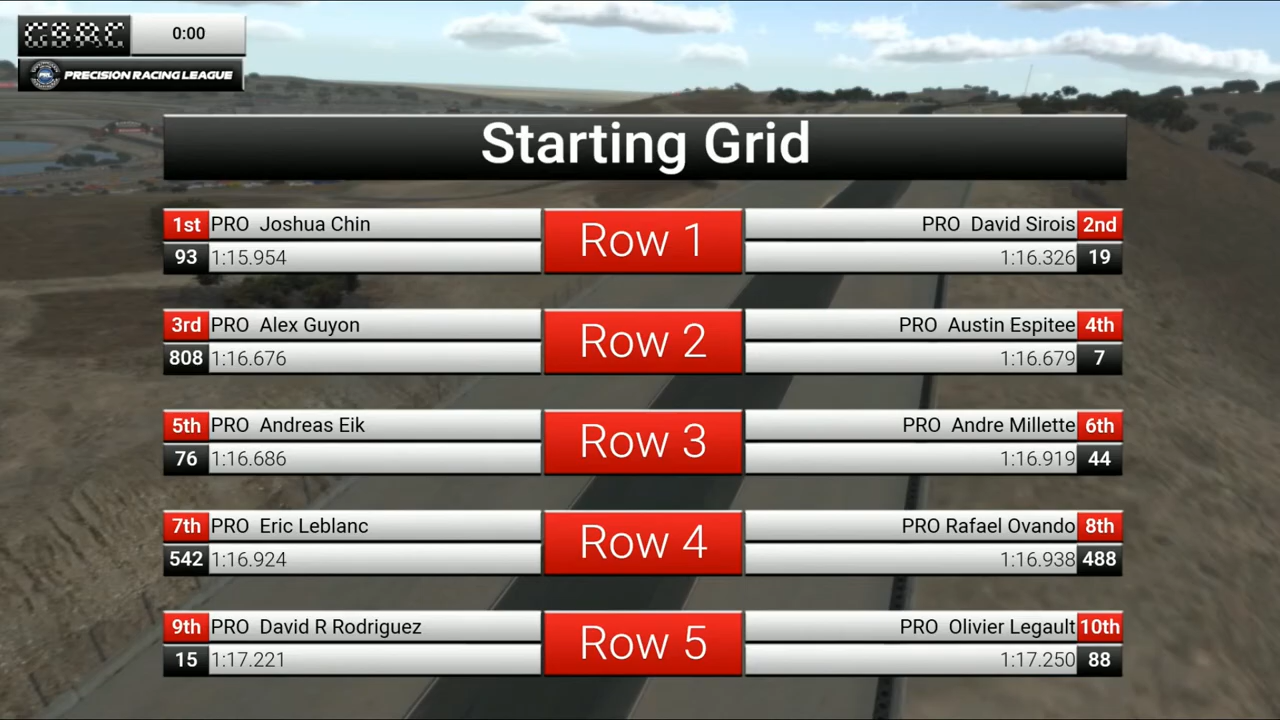 GSRC 0:00
PRECISION RACING LEAGUE
Starting Grid
1st PRO Joshua Chin Row 1 PRO David Sirois 2nd
93 1:15.954 1:16.326 19
3rd PRO Alex Guyon Row 2 PRO Austin Espitee 4th
808 1:16.676 1:16.679 7
5th PRO Andreas Eik Row 3 PRO Andre Millette 6th
76 1:16.686 1:16.919 44
7th PRO Eric Leblanc Row 4 PRO Rafael Ovando 8th
542 1:16.924 1:16.938 488
9th PRO David R Rodriguez Row 5 PRO Olivier Legault 10th
15 1:17.221 1:17.250 88